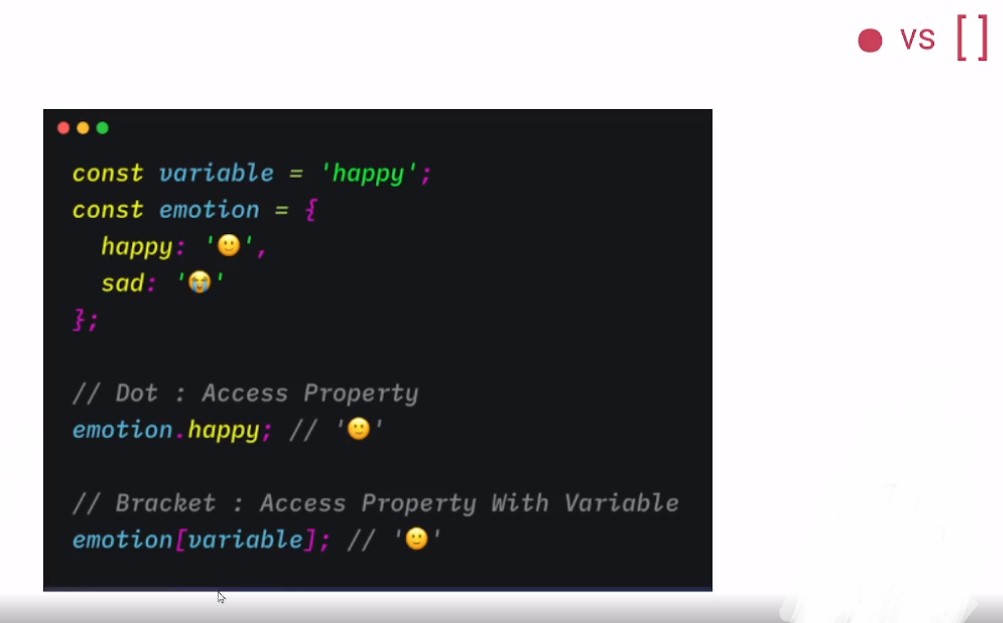 ● vs []
const variable = 'happy';
const emotion = {
happy: '🙂',
sad: '😭'
};
// Dot : Access Property
emotion.happy; // '🙂'
// Bracket : Access Property With Variable
emotion[variable]; // '🙂'